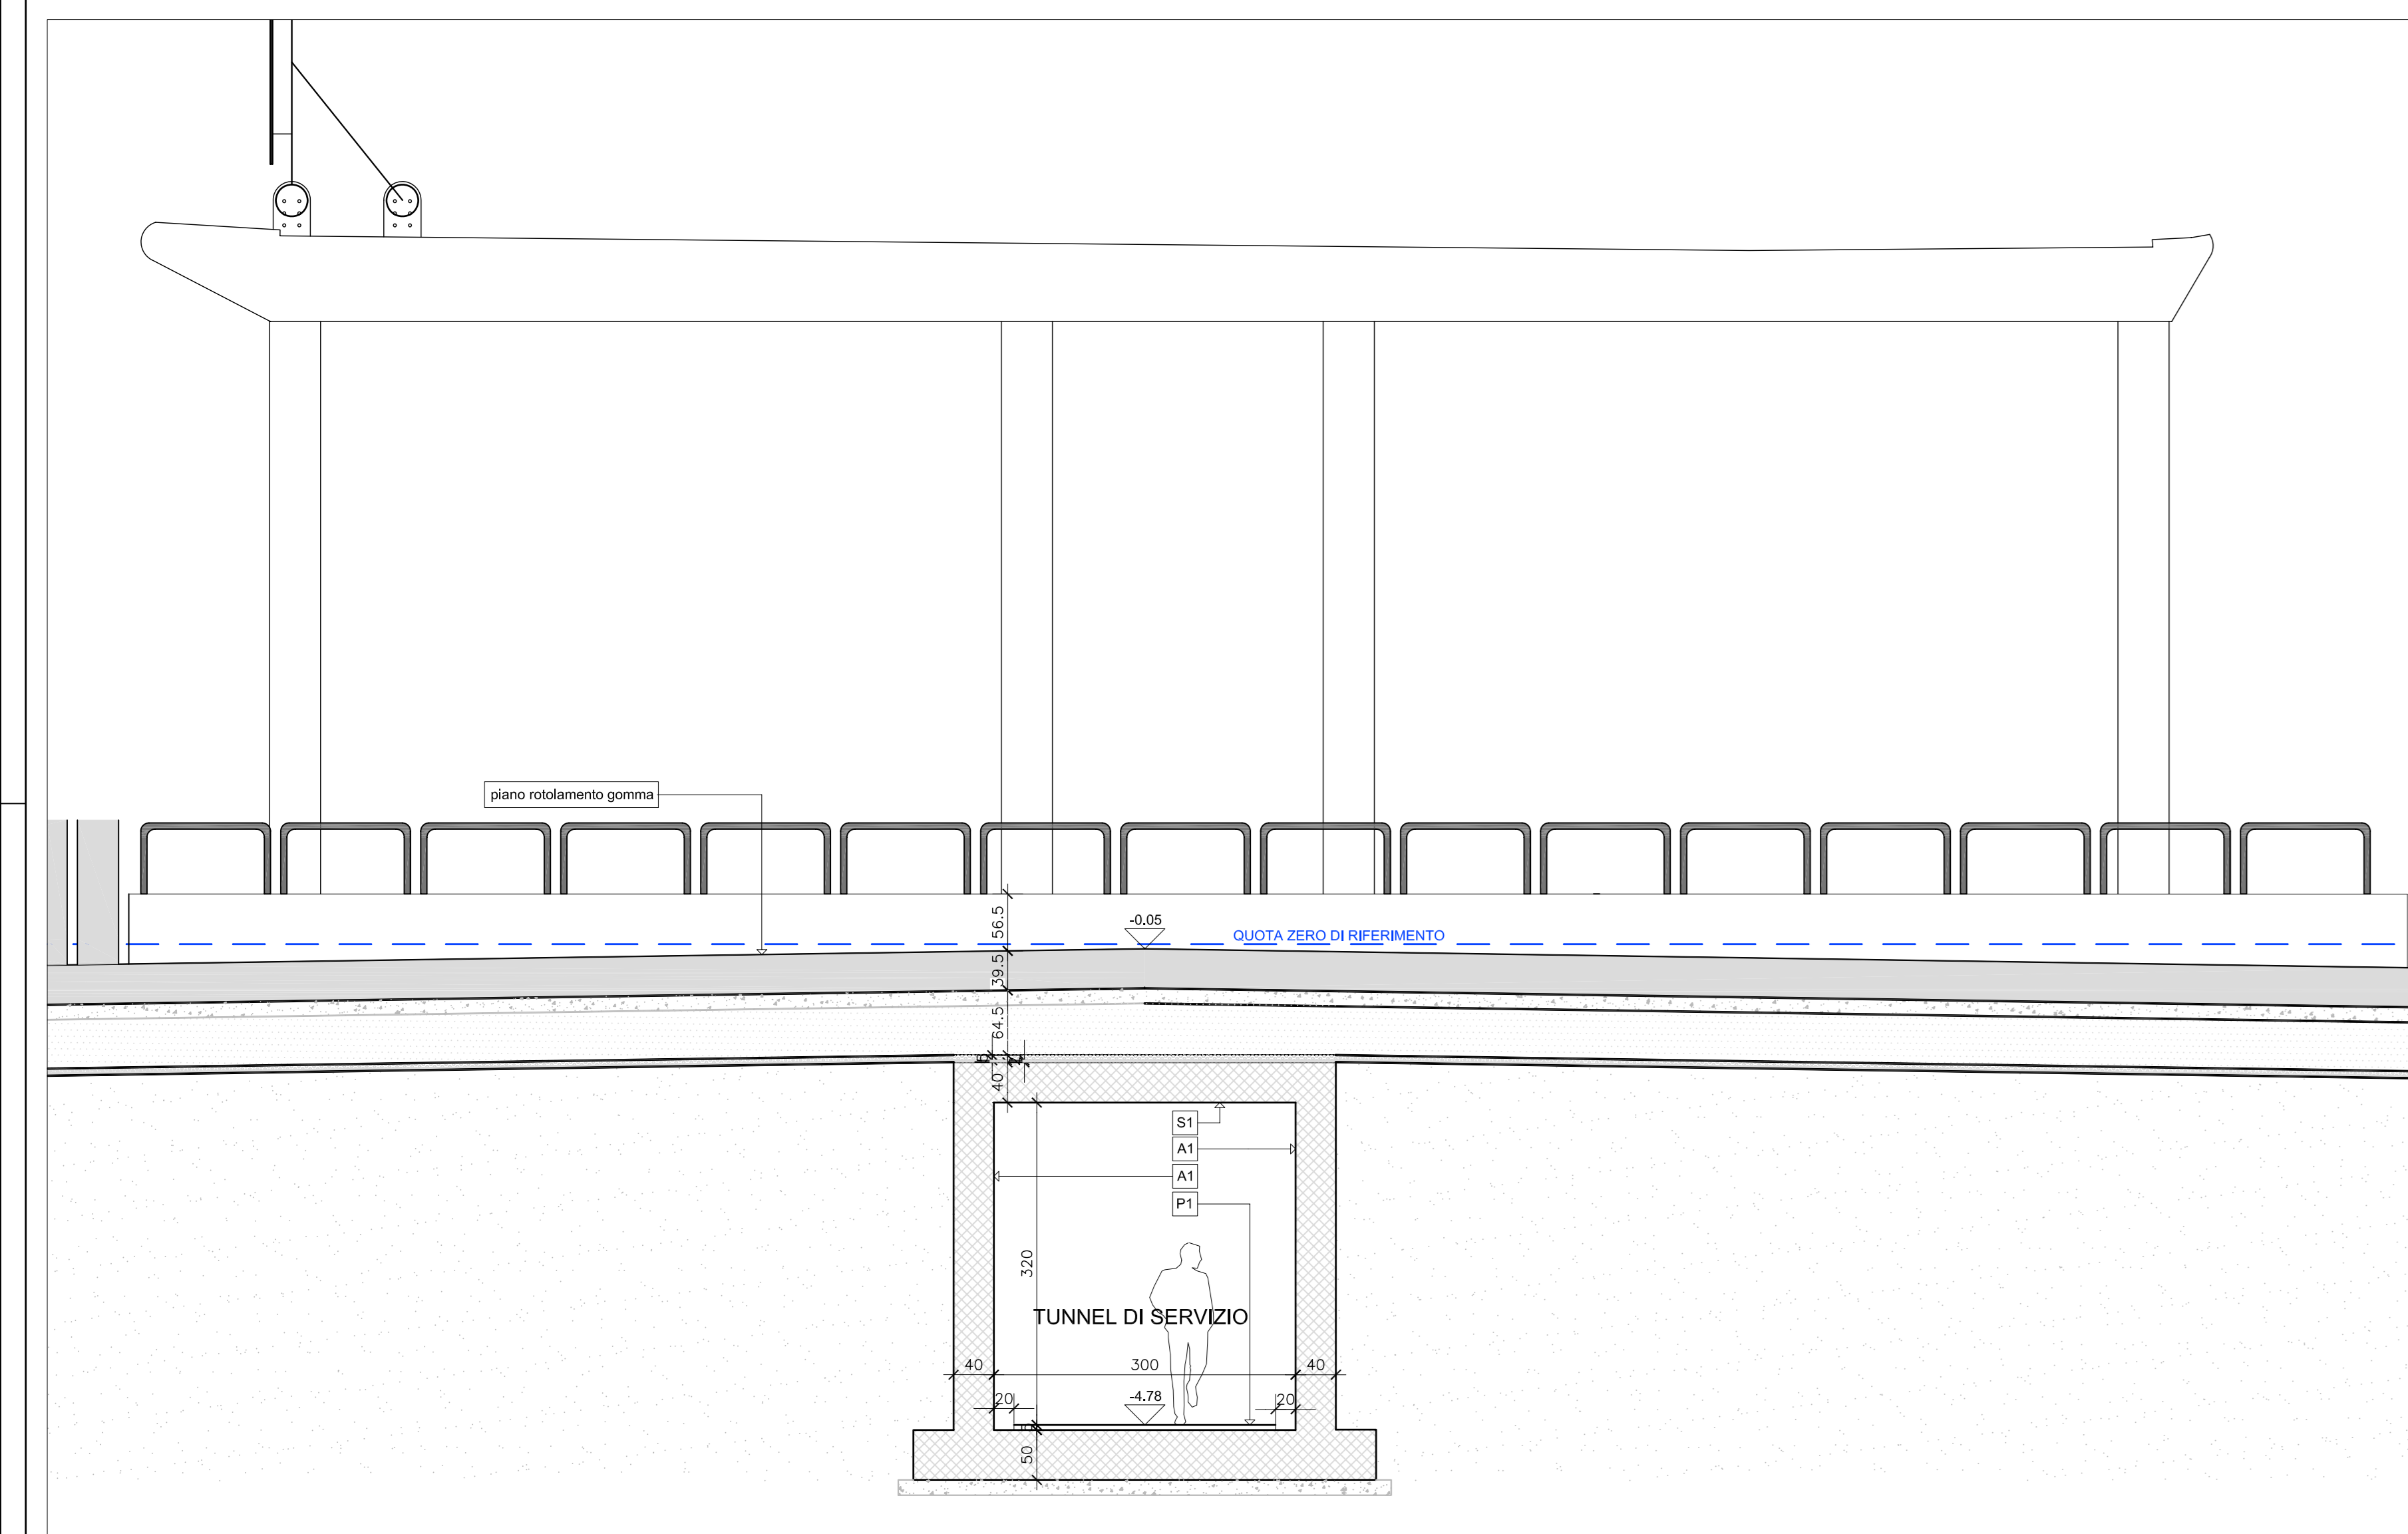 piano rotolamento gomma
56.5
-0.05
QUOTA ZERO DI RIFERIMENTO
39.5
64.5
40
S1
A1
A1
P1
320
TUNNEL DI SERVIZIO
40
300
40
20
-4.78
20
50